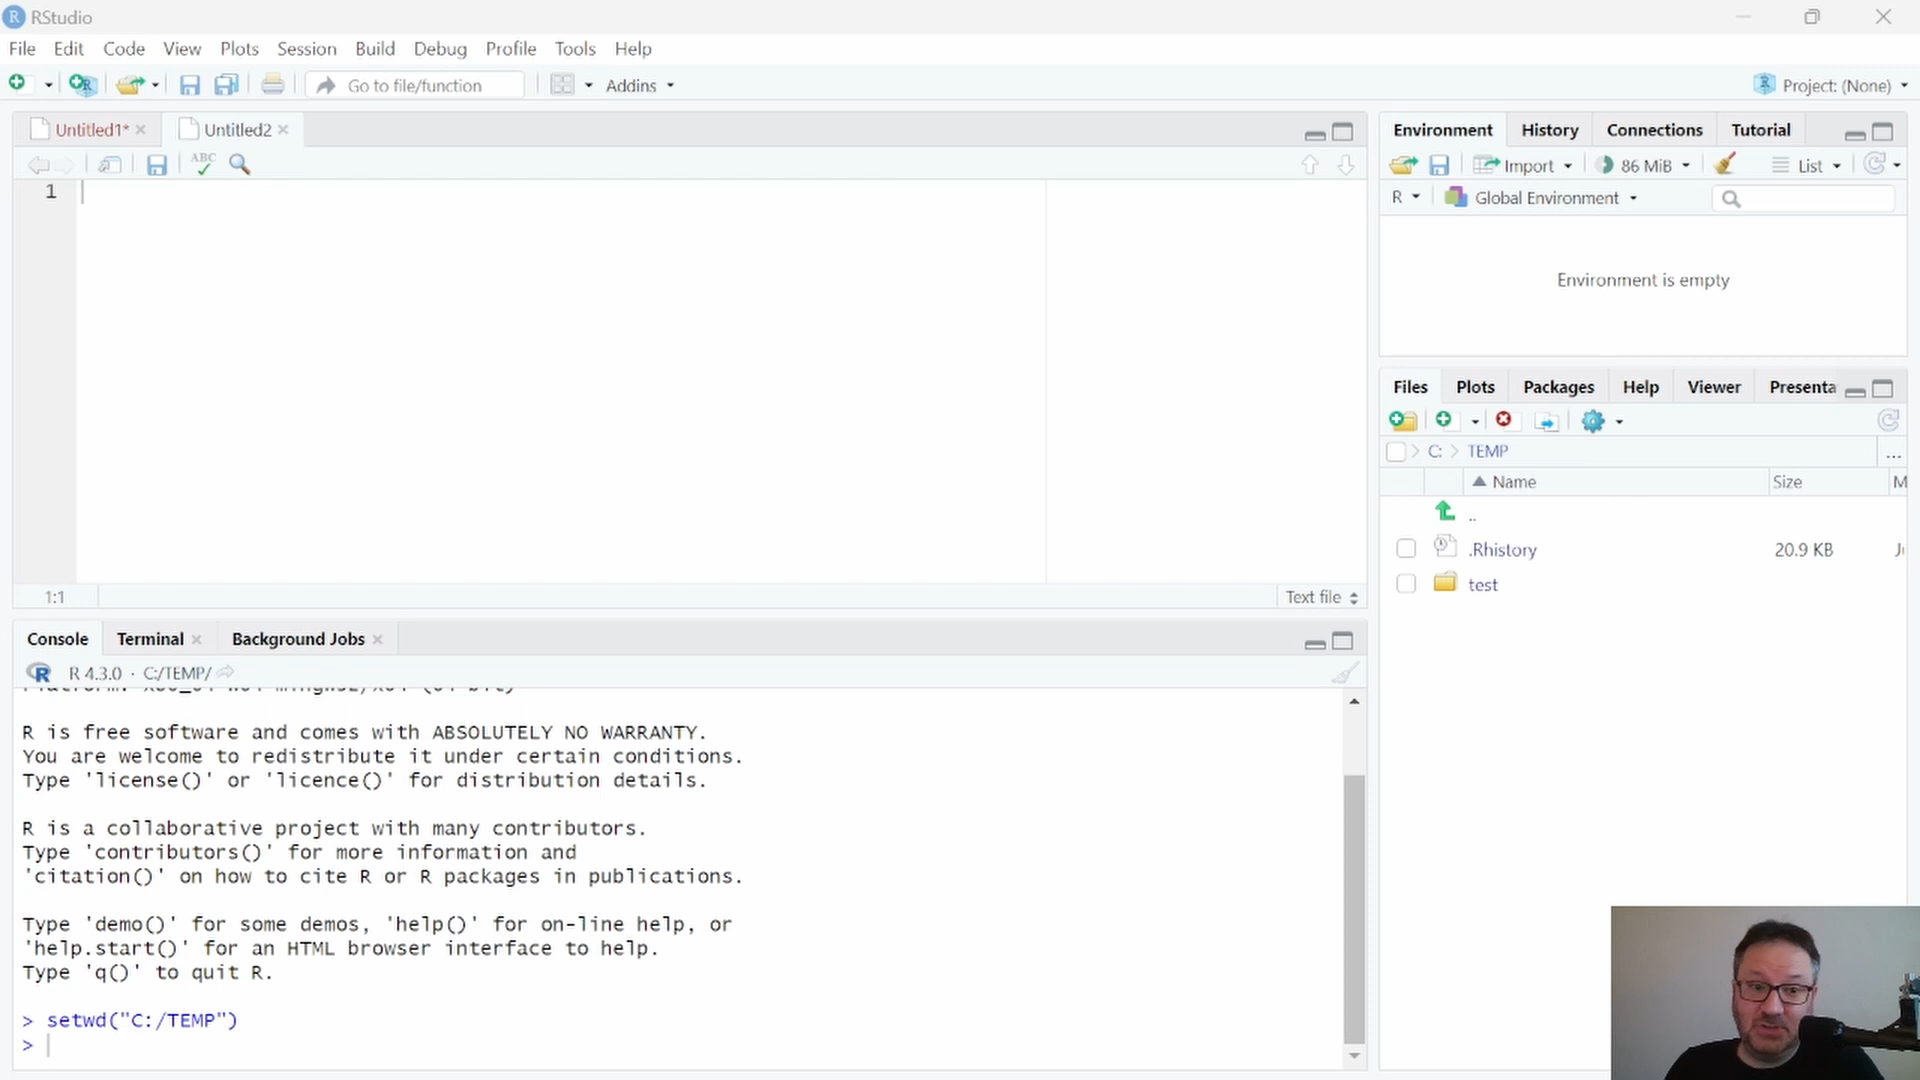 RStudio
File Edit Code View Plots Session Build Debug Profile Tools Help
Go to file/function Addins Project: (None)
Untitled1* Untitled2
ABC
1
1:1 Text file
Console Terminal Background Jobs
R 4.3.0 · C:/TEMP/
R is free software and comes with ABSOLUTELY NO WARRANTY.
You are welcome to redistribute it under certain conditions.
Type 'license()' or 'licence()' for distribution details.
R is a collaborative project with many contributors.
Type 'contributors()' for more information and
'citation()' on how to cite R or R packages in publications.
Type 'demo()' for some demos, 'help()' for on-line help, or
'help.start()' for an HTML browser interface to help.
Type 'q()' to quit R.
> setwd("C:/TEMP")
>
Environment History Connections Tutorial
Import 86 MiB List
R Global Environment
Environment is empty
Files Plots Packages Help Viewer Presenta
C: TEMP ...
Name Size M
..
.Rhistory 20.9 KB
test